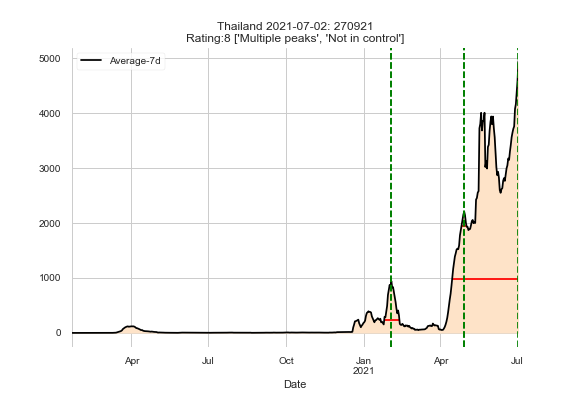 Thailand 2021-07-02: 270921
Rating:8 ['Multiple peaks', 'Not in control']
Average-7d
5000
4000
3000
2000
1000
0
Apr
Jul
Oct
Jan
2021
Apr
Jul
Date